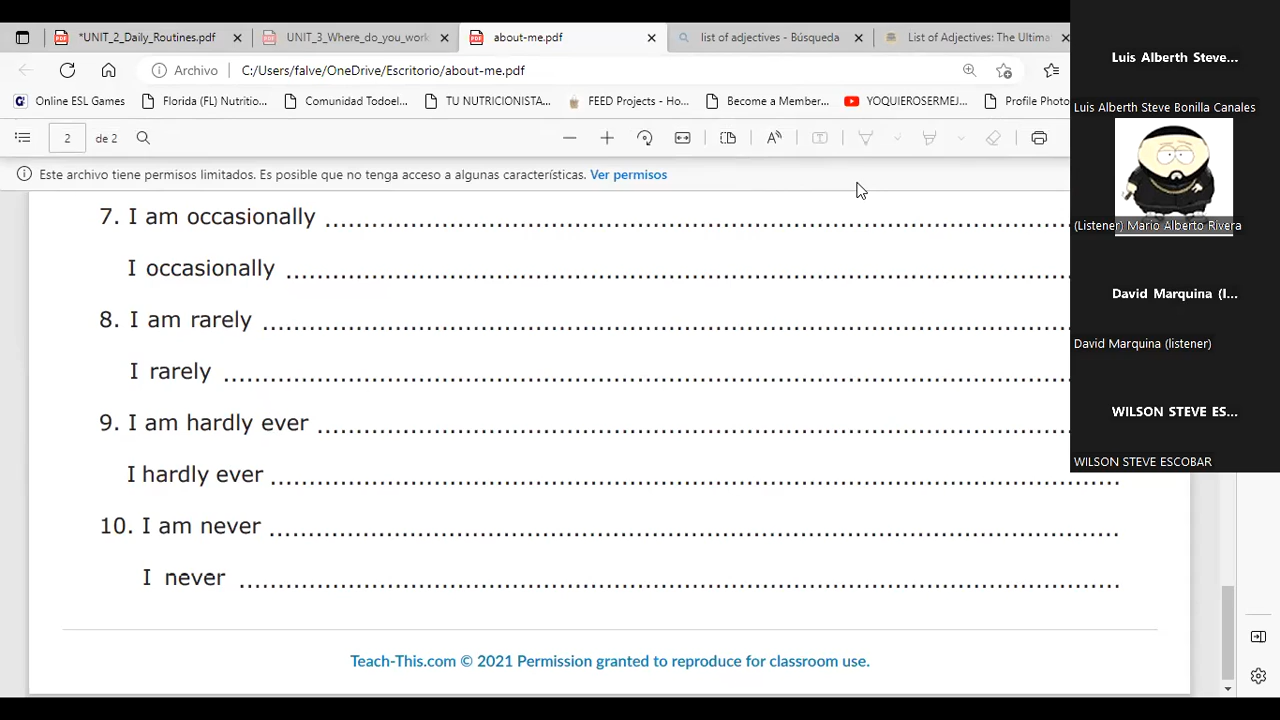 *UNIT_2_Daily_Routines.pdf
UNIT_3_Where_do_you_work
about-me.pdf
list of adjectives - Búsqueda
List of Adjectives: The Ultima
Archivo
C:/Users/falve/OneDrive/Escritorio/about-me.pdf
Online ESL Games
Florida (FL) Nutritio...
Comunidad Todoel...
TU NUTRICIONISTA...
FEED Projects - Ho...
Become a Member...
YOQUIEROSERMEJ...
Profile Photo
2 de 2
Este archivo tiene permisos limitados. Es posible que no tenga acceso a algunas características. Ver permisos
7. I am occasionally ........................................................................
I occasionally ............................................................................
8. I am rarely ..............................................................................
I rarely ..................................................................................
9. I am hardly ever .........................................................................
I hardly ever .............................................................................
10. I am never ..............................................................................
I never ...................................................................................
Teach-This.com © 2021 Permission granted to reproduce for classroom use.
Luis Alberth Steve...
Luis Alberth Steve Bonilla Canales
(Listener) Mario Alberto Rivera
David Marquina (l...
David Marquina (listener)
WILSON STEVE ES...
WILSON STEVE ESCOBAR